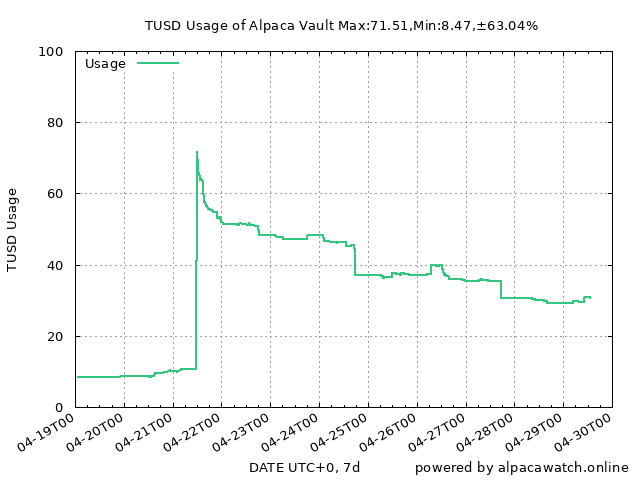 TUSD Usage of Alpaca Vault Max:71.51,Min:8.47,±63.04%
100
80
60
40
20
0
TUSD Usage
Usage
04-19T00
04-20T00
04-21T00
04-22T00
04-23T00
04-24T00
04-25T00
04-26T00
04-27T00
04-28T00
04-29T00
04-30T00
DATE UTC+0, 7d
powered by alpacawatch.online